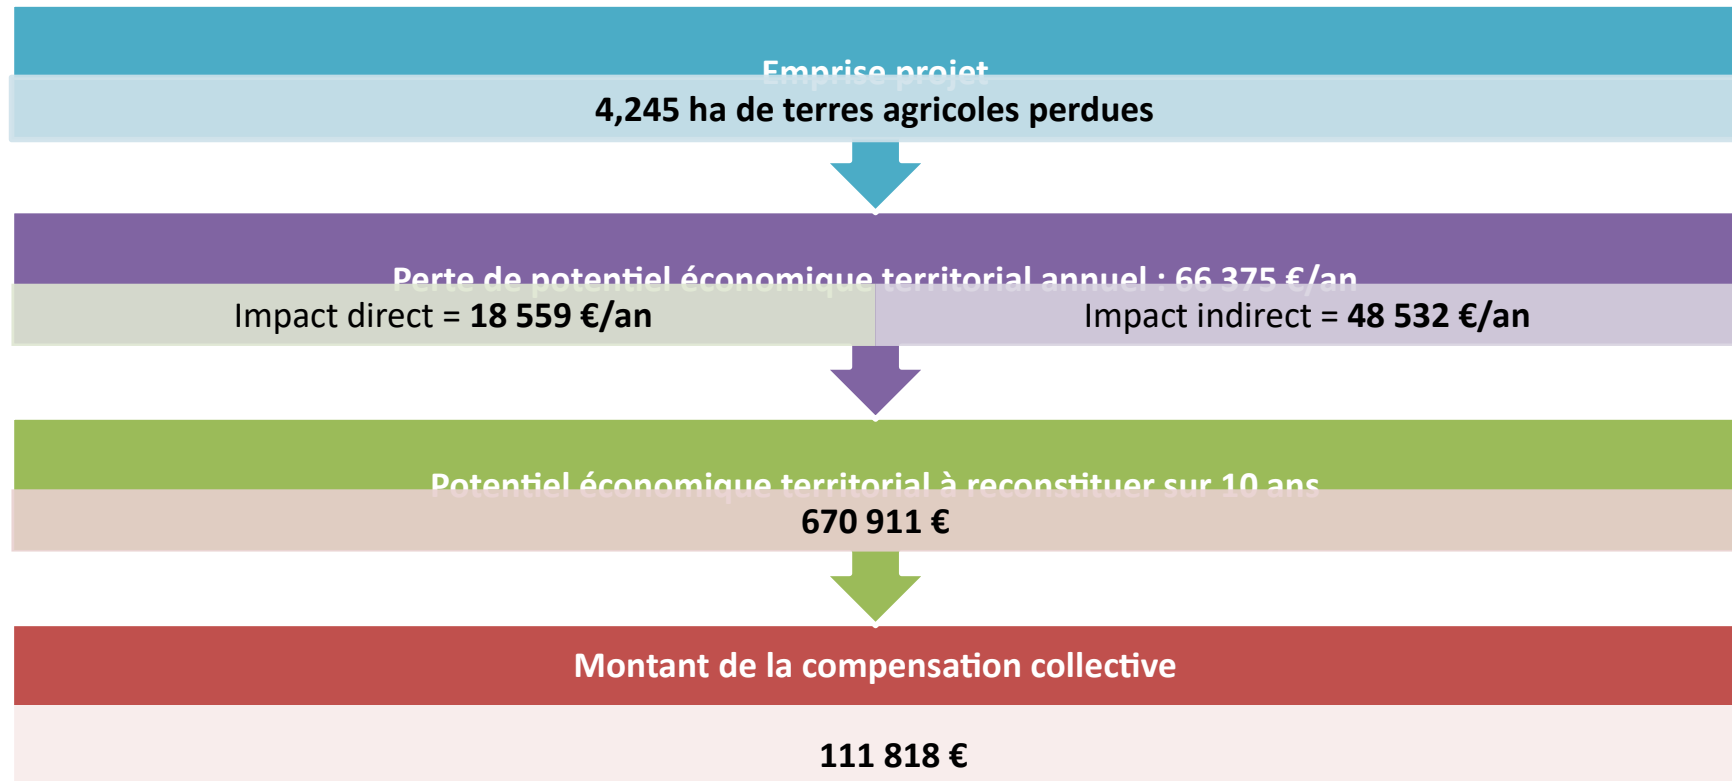 Emprise projet
4,245 ha de terres agricoles perdues
Perte de potentiel économique territorial annuel : 66 375 €/an
Impact direct = 18 559 €/an
Impact indirect = 48 532 €/an
Potentiel économique territorial à reconstituer sur 10 ans
670 911 €
Montant de la compensation collective
111 818 €